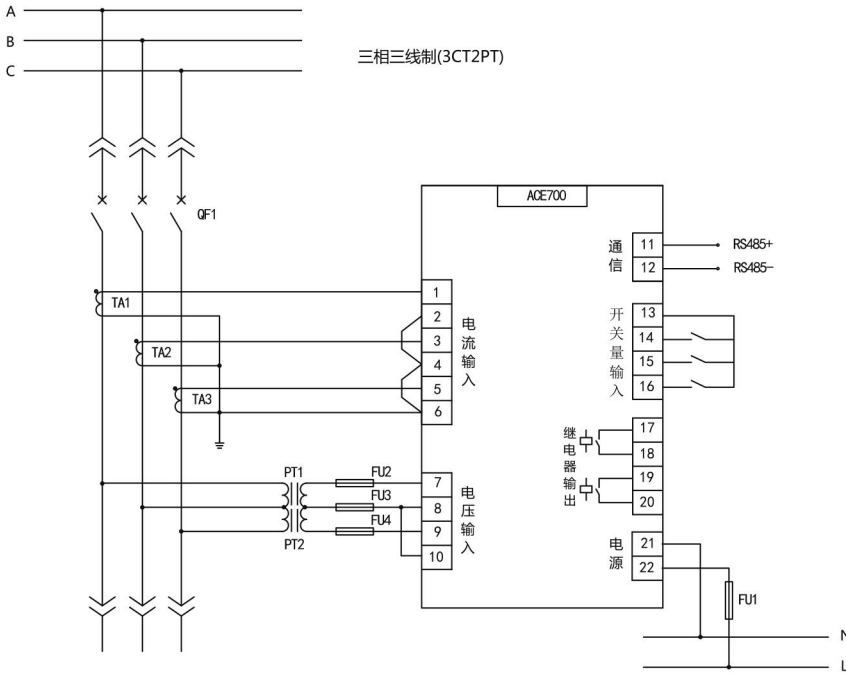 A
B
C
三相三线制(3CT2PT)
QF1
ACE700
通信
11
12
RS485+
RS485-
TA1
TA2
TA3
1
2
3
4
5
6
电流输入
开关量输入
13
14
15
16
继电器输出
17
18
19
20
PT1
PT2
FU2
FU3
FU4
7
8
9
10
电压输入
电源
21
22
FU1
N
L